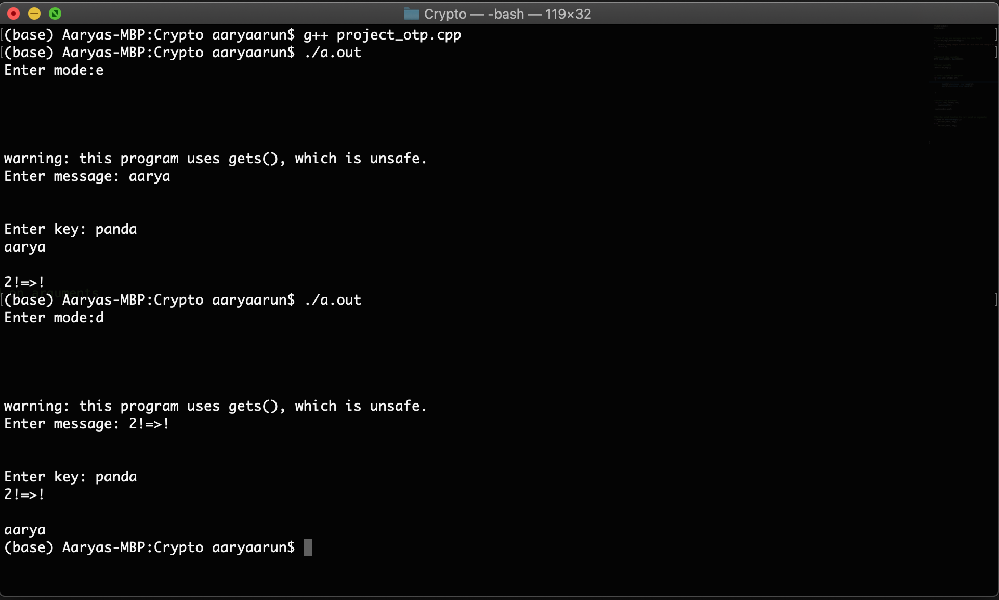 Crypto — -bash — 119×32
(base) Aaryas-MBP:Crypto aaryaarun$ g++ project_otp.cpp
(base) Aaryas-MBP:Crypto aaryaarun$ ./a.out
Enter mode:e
warning: this program uses gets(), which is unsafe.
Enter message: aarya
Enter key: panda
aarya
2!=>!
on arguments
(base) Aaryas-MBP:Crypto aaryaarun$ ./a.out
Enter mode:d
warning: this program uses gets(), which is unsafe.
Enter message: 2!=>!
Enter key: panda
2!=>!
aarya
(base) Aaryas-MBP:Crypto aaryaarun$